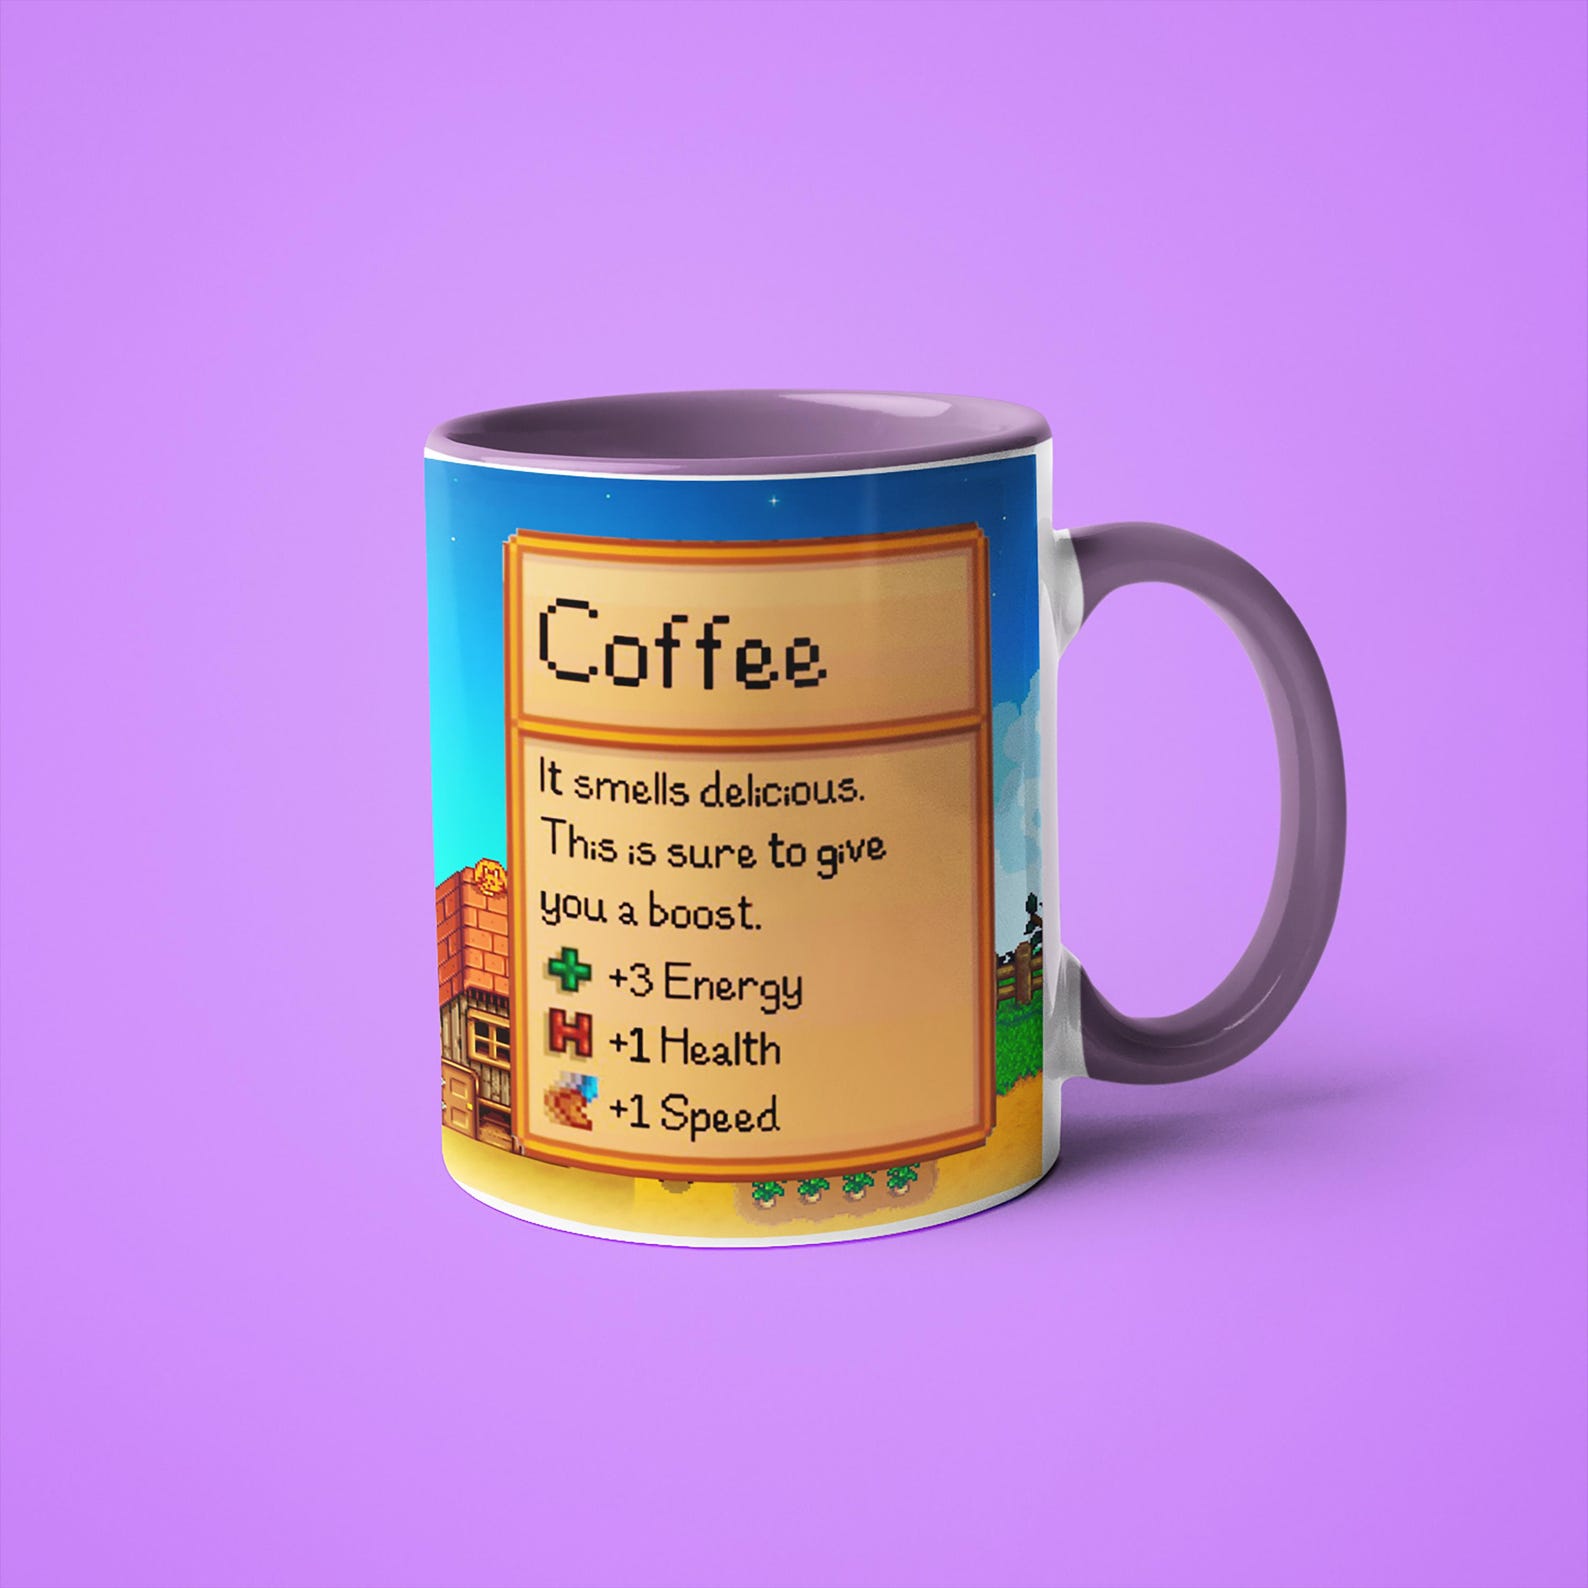 Coffee
It smells delicious.
This is sure to give
you a boost.
+3 Energy
+1 Health
+1 Speed